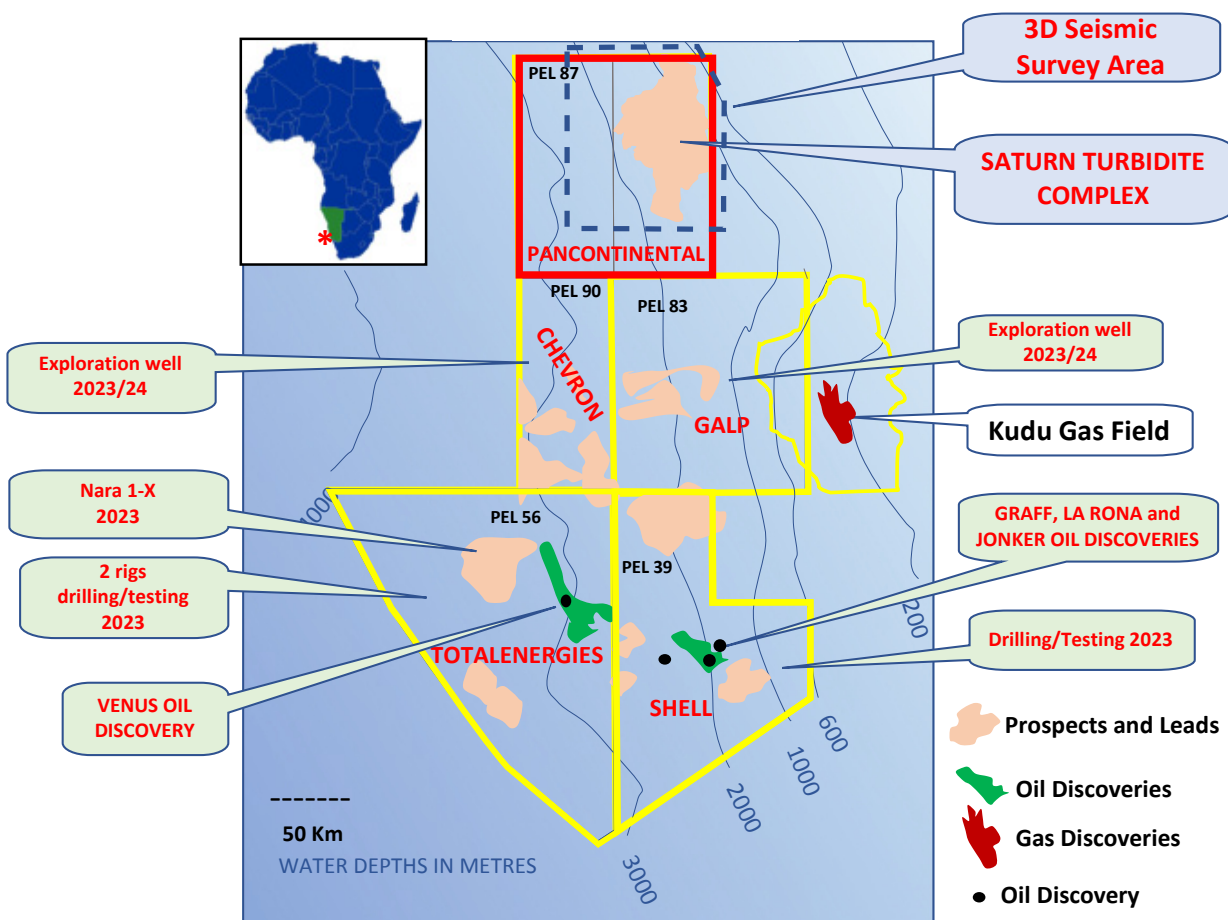 3D Seismic
Survey Area
PEL 87
SATURN TURBIDITE
COMPLEX
*
PANCONTINENTAL
PEL 90
PEL 83
Exploration well
2023/24
CHEVRON
Exploration well
2023/24
GALP
Kudu Gas Field
Nara 1-X
2023
1000
PEL 56
GRAFF, LA RONA and
JONKER OIL DISCOVERIES
2 rigs
drilling/testing
2023
PEL 39
200
TOTALENERGIES
Drilling/Testing 2023
VENUS OIL
DISCOVERY
SHELL
600
1000
2000
3000
Prospects and Leads
Oil Discoveries
Gas Discoveries
Oil Discovery
50 Km
WATER DEPTHS IN METRES